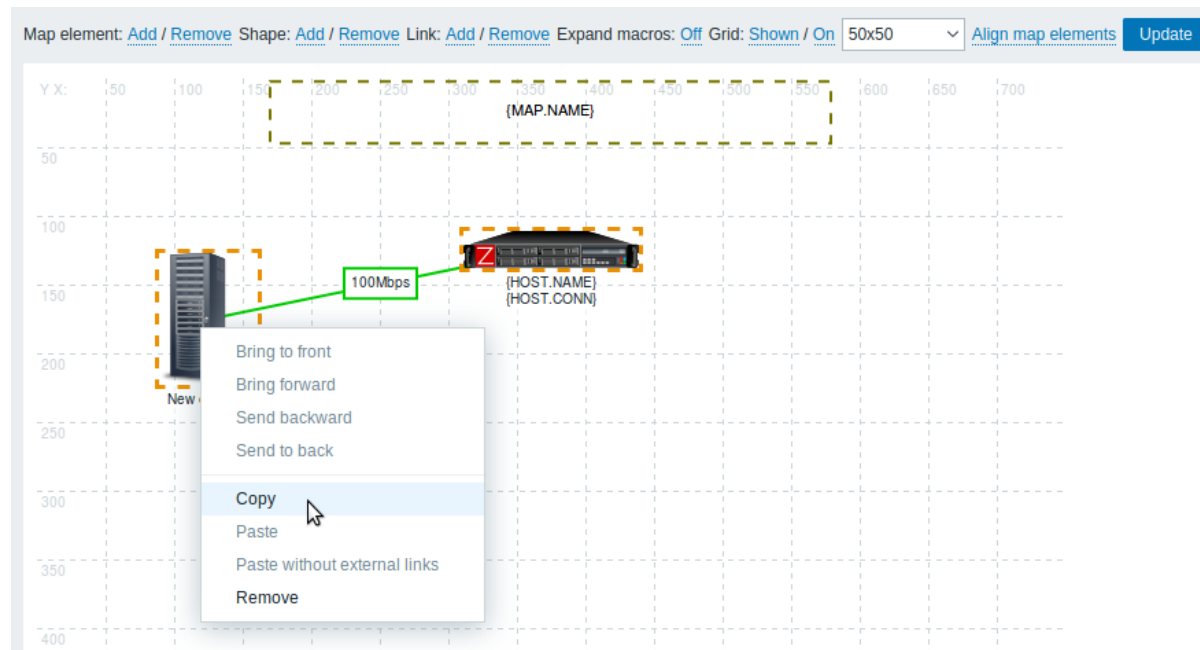 Map element: Add / Remove Shape: Add / Remove Link: Add / Remove Expand macros: Off Grid: Shown / On 50x50 Align map elements Update
Y X: 50 100 150 200 250 300 350 400 450 500 550 600 650 700
{MAP.NAME}
50
100
Z
100Mbps
{HOST.NAME}
{HOST.CONN}
150
200
New
250
300
350
400
Bring to front
Bring forward
Send backward
Send to back
Copy
Paste
Paste without external links
Remove